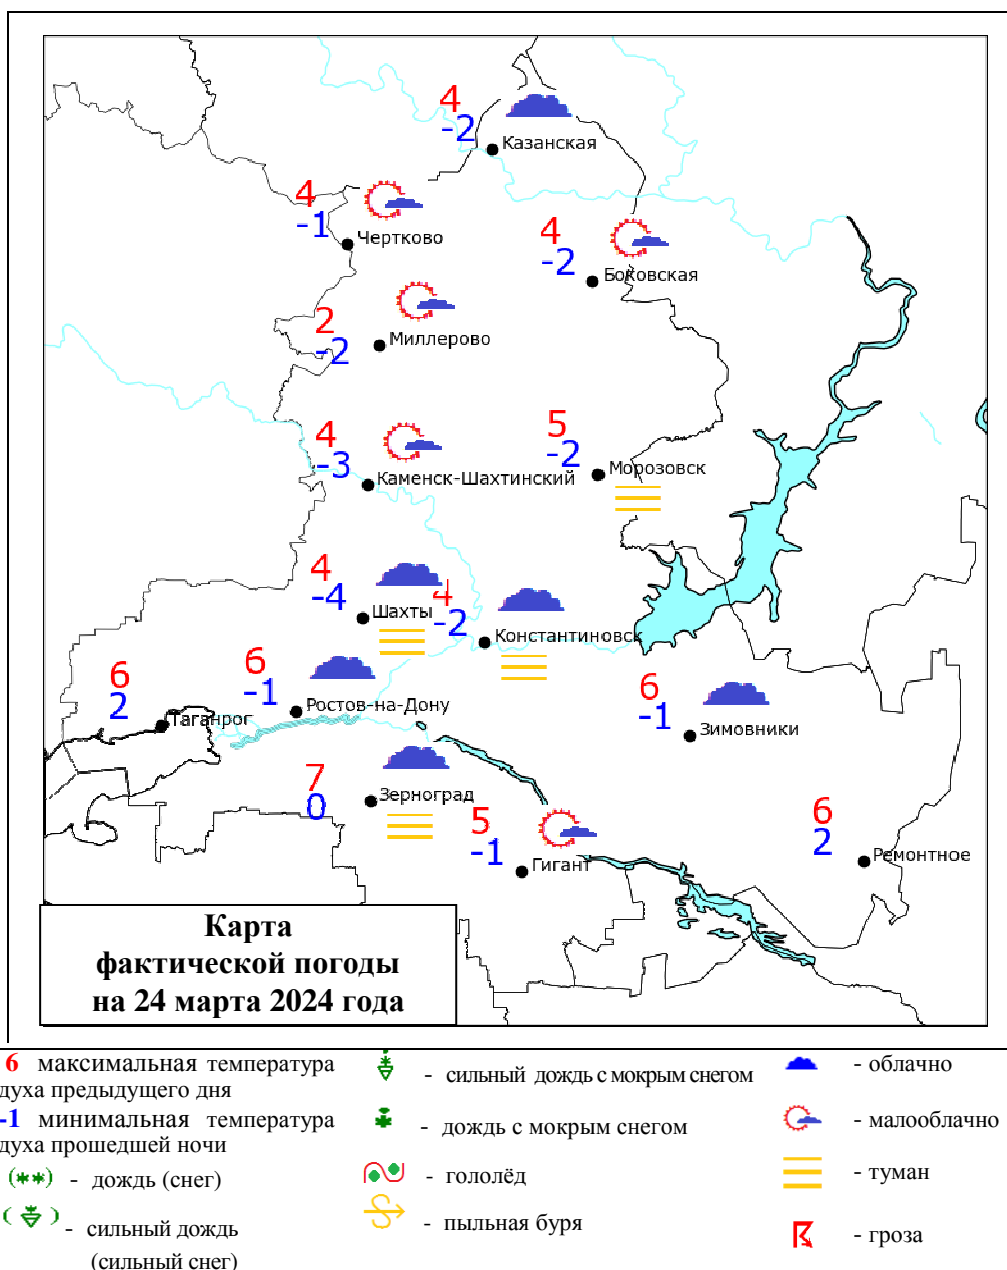 4
-2
Казанская
4
-1
Чертково
4
-2
Боковская
2
-2
Миллерово
4
-3
Каменск-Шахтинский
5
-2
Морозовск
4
-4
Шахты
4
-2
Константиновск
6
2
Таганрог
6
-1
Ростов-на-Дону
6
-1
Зимовники
7
0
Зерноград
5
-1
Гигант
6
2
Ремонтное
Карта
фактической погоды
на 24 марта 2024 года
6 максимальная температура
духа предыдущего дня
-1 минимальная температура
духа прошедшей ночи
(**) - дождь (снег)
( ) - сильный дождь
(сильный снег)
- сильный дождь с мокрым снегом
- дождь с мокрым снегом
- гололёд
- пыльная буря
- облачно
- малооблачно
- туман
- гроза